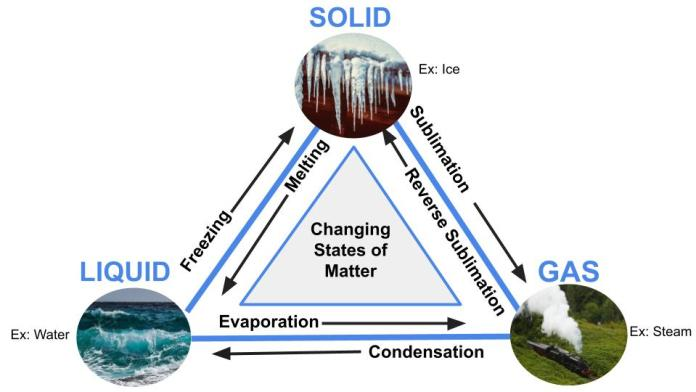 SOLID
Ex: Ice
Sublimation
Melting
Reverse Sublimation
Freezing
Changing
States of
Matter
LIQUID
GAS
Ex: Water
Evaporation
Ex: Steam
Condensation